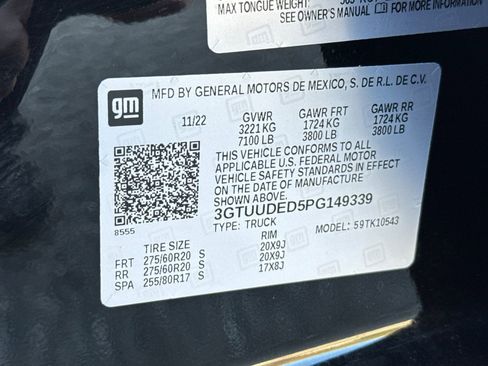 MAX TONGUE WEIGHT:
SEE OWNER'S MANUAL FOR MORE INFORMATION
gm
MFD BY GENERAL MOTORS DE MEXICO, S. DE R.L. DE C.V.
11/22 GVWR GAWR FRT GAWR RR
3221 KG 1724 KG 1724 KG
7100 LB 3800 LB 3800 LB
THIS VEHICLE CONFORMS TO ALL
APPLICABLE U.S. FEDERAL MOTOR
VEHICLE SAFETY STANDARDS IN EFFECT
ON THE DATE OF MANUFACTURE SHOWN ABOVE.
3GTUUDED5PG149339
8555 TYPE: TRUCK MODEL: 59TK10543
TIRE SIZE RIM
FRT 275/60R20 S 20X9J
RR 275/60R20 S 20X9J
SPA 255/80R17 S 17X8J